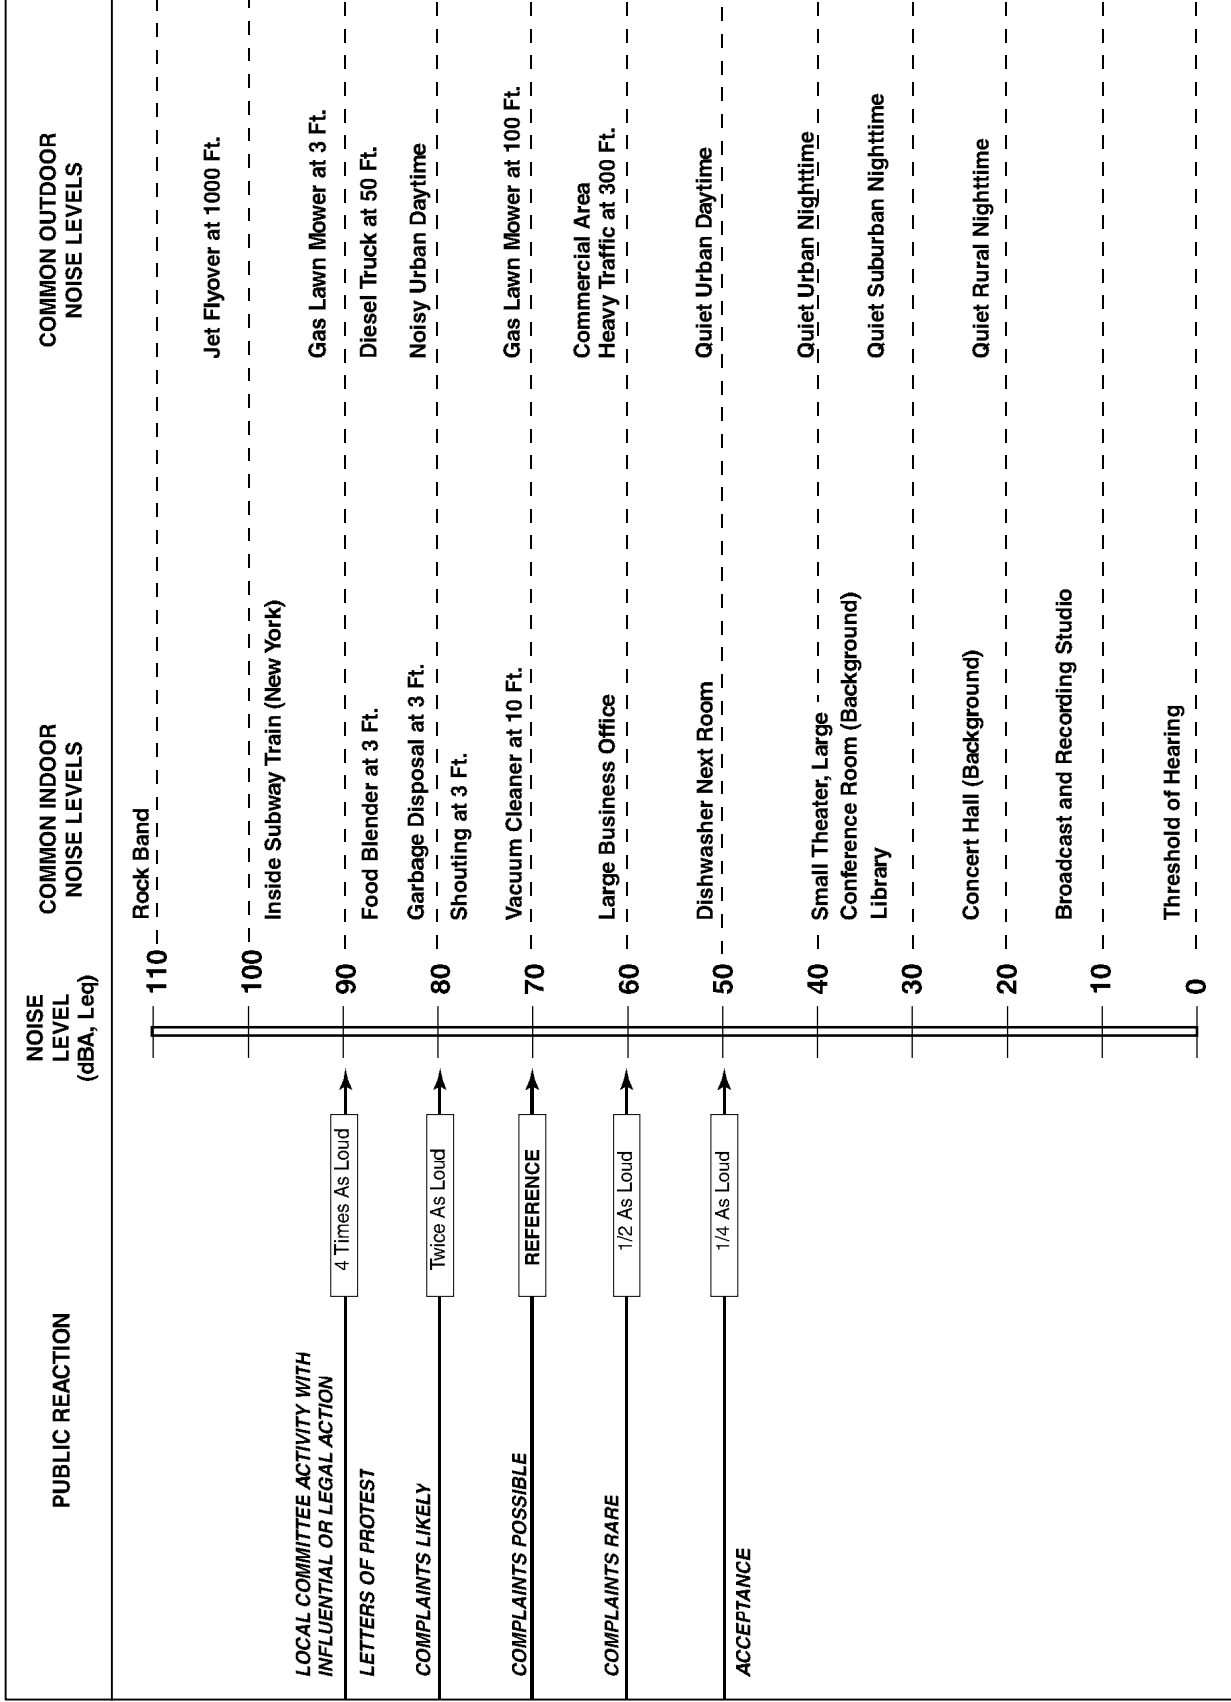 PUBLIC REACTION
NOISE
LEVEL
(dBA, Leq)
COMMON INDOOR
NOISE LEVELS
COMMON OUTDOOR
NOISE LEVELS
110
Rock Band
Jet Flyover at 1000 Ft.
100
Inside Subway Train (New York)
Gas Lawn Mower at 3 Ft.
LOCAL COMMITTEE ACTIVITY WITH
INFLUENTIAL OR LEGAL ACTION
4 Times As Loud
90
LETTERS OF PROTEST
Food Blender at 3 Ft.
Diesel Truck at 50 Ft.
Garbage Disposal at 3 Ft.
Noisy Urban Daytime
COMPLAINTS LIKELY
Twice As Loud
80
Shouting at 3 Ft.
Vacuum Cleaner at 10 Ft.
Gas Lawn Mower at 100 Ft.
COMPLAINTS POSSIBLE
REFERENCE
70
Commercial Area
Large Business Office
Heavy Traffic at 300 Ft.
COMPLAINTS RARE
1/2 As Loud
60
Dishwasher Next Room
Quiet Urban Daytime
1/4 As Loud
50
ACCEPTANCE
Quiet Urban Nighttime
40
Small Theater, Large
Conference Room (Background)
Library
Quiet Suburban Nighttime
30
Concert Hall (Background)
Quiet Rural Nighttime
20
Broadcast and Recording Studio
10
Threshold of Hearing
0